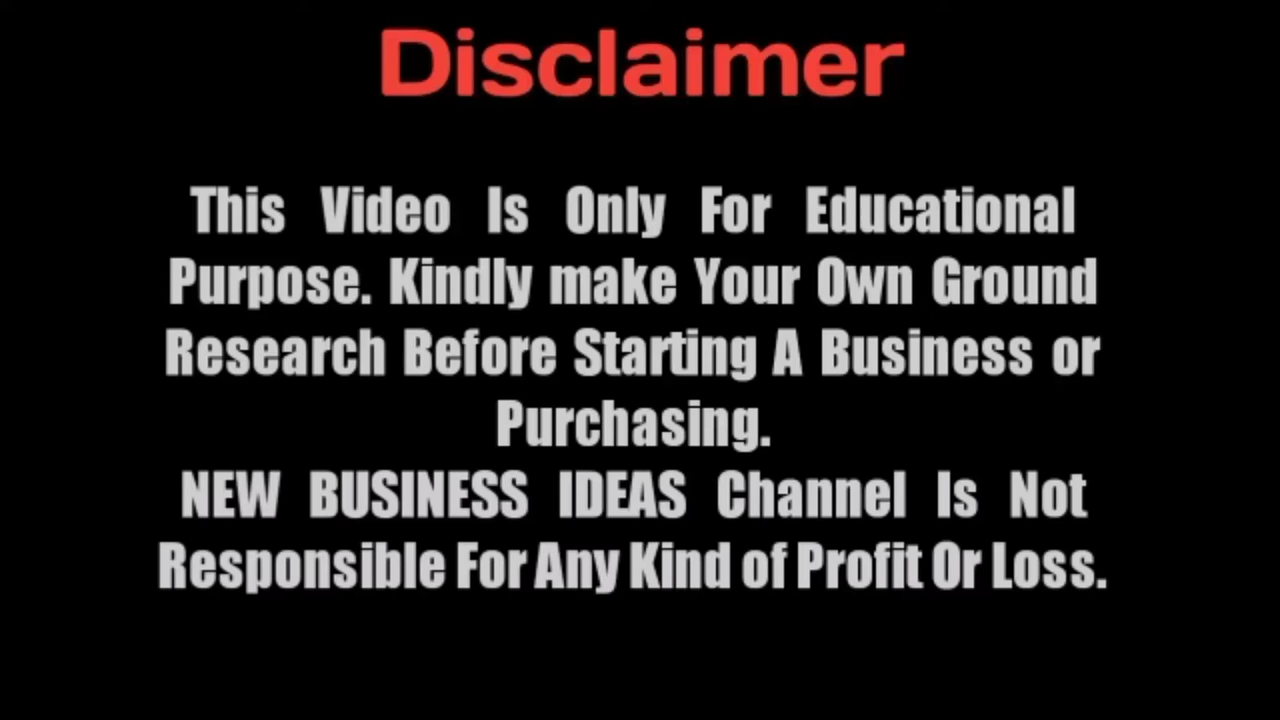 Disclaimer
This Video Is Only For Educational
Purpose. Kindly make Your Own Ground
Research Before Starting A Business or
Purchasing.
NEW BUSINESS IDEAS Channel Is Not
Responsible For Any Kind of Profit Or Loss.